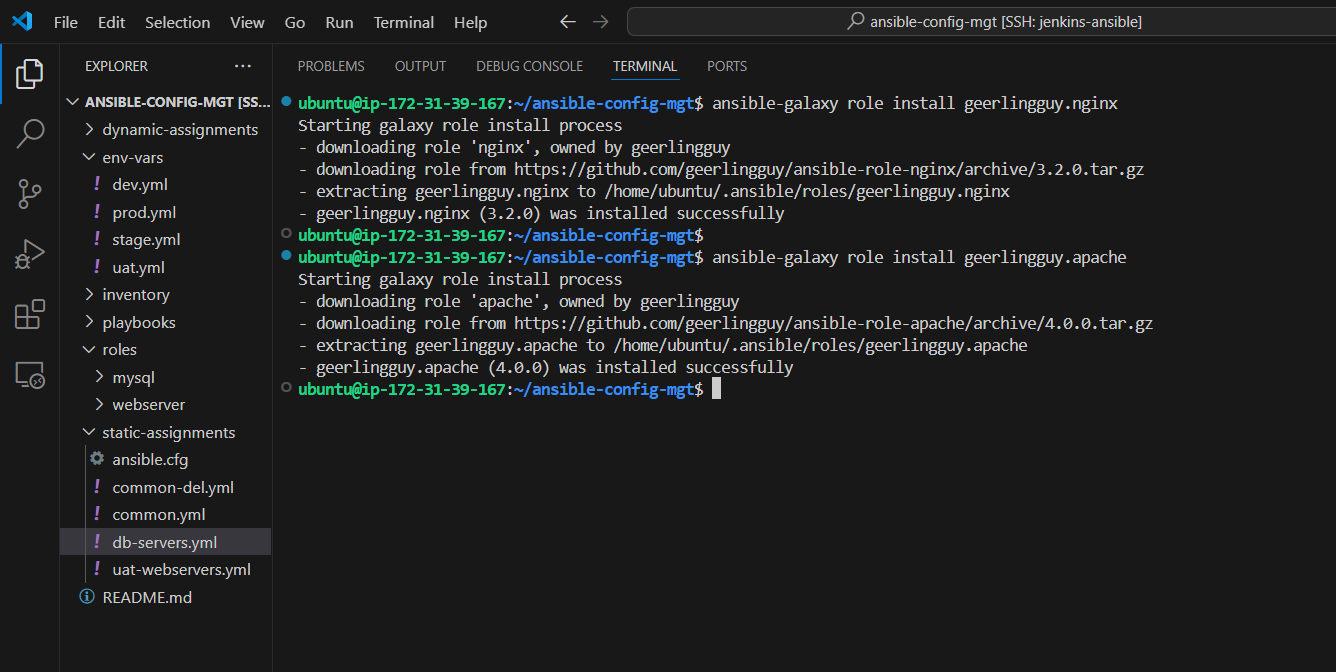 File Edit Selection View Go Run Terminal Help
ansible-config-mgt [SSH: jenkins-ansible]
EXPLORER
ANSIBLE-CONFIG-MGT [SS...
dynamic-assignments
env-vars
dev.yml
prod.yml
stage.yml
uat.yml
inventory
playbooks
roles
mysql
webserver
static-assignments
ansible.cfg
common-del.yml
common.yml
db-servers.yml
uat-webservers.yml
README.md
PROBLEMS OUTPUT DEBUG CONSOLE TERMINAL PORTS
ubuntu@ip-172-31-39-167:~/ansible-config-mgt$ ansible-galaxy role install geerlingguy.nginx
Starting galaxy role install process
- downloading role 'nginx', owned by geerlingguy
- downloading role from https://github.com/geerlingguy/ansible-role-nginx/archive/3.2.0.tar.gz
- extracting geerlingguy.nginx to /home/ubuntu/.ansible/roles/geerlingguy.nginx
- geerlingguy.nginx (3.2.0) was installed successfully
ubuntu@ip-172-31-39-167:~/ansible-config-mgt$
ubuntu@ip-172-31-39-167:~/ansible-config-mgt$ ansible-galaxy role install geerlingguy.apache
Starting galaxy role install process
- downloading role 'apache', owned by geerlingguy
- downloading role from https://github.com/geerlingguy/ansible-role-apache/archive/4.0.0.tar.gz
- extracting geerlingguy.apache to /home/ubuntu/.ansible/roles/geerlingguy.apache
- geerlingguy.apache (4.0.0) was installed successfully
ubuntu@ip-172-31-39-167:~/ansible-config-mgt$